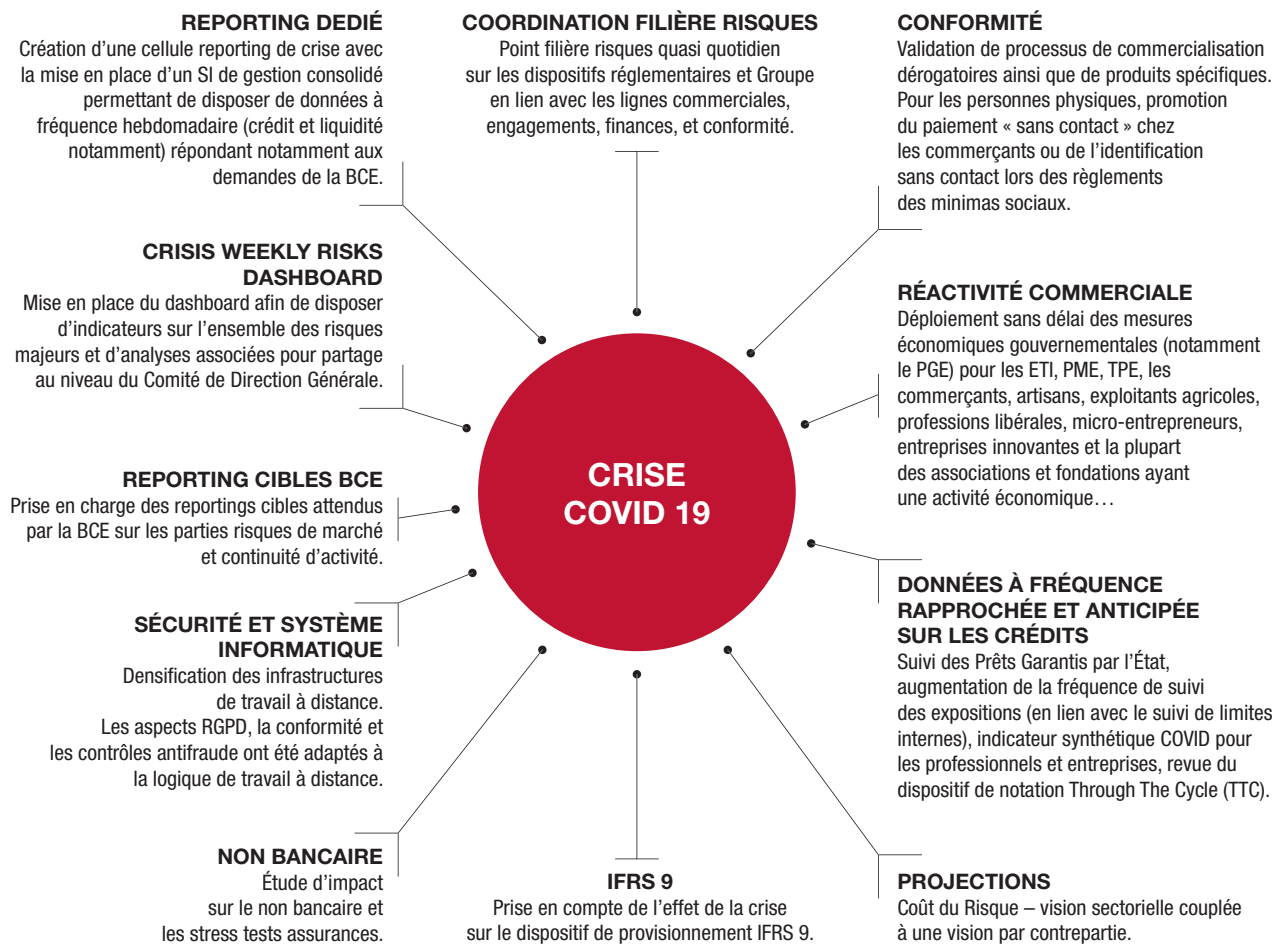 REPORTING DEDIÉ
Création d'une cellule reporting de crise avec
la mise en place d'un SI de gestion consolidé
permettant de disposer de données à
fréquence hebdomadaire (crédit et liquidité
notamment) répondant notamment aux
demandes de la BCE.
COORDINATION FILIÈRE RISQUES
Point filière risques quasi quotidien
sur les dispositifs réglementaires et Groupe
en lien avec les lignes commerciales,
engagements, finances, et conformité.
CONFORMITÉ
Validation de processus de commercialisation
dérogatoires ainsi que de produits spécifiques.
Pour les personnes physiques, promotion
du paiement « sans contact » chez
les commerçants ou de l'identification
sans contact lors des règlements
des minimas sociaux.
CRISIS WEEKLY RISKS
DASHBOARD
Mise en place du dashboard afin de disposer
d'indicateurs sur l'ensemble des risques
majeurs et d'analyses associées pour partage
au niveau du Comité de Direction Générale.
RÉACTIVITÉ COMMERCIALE
Déploiement sans délai des mesures
économiques gouvernementales (notamment
le PGE) pour les ETI, PME, TPE, les
commerçants, artisans, exploitants agricoles,
professions libérales, micro-entrepreneurs,
entreprises innovantes et la plupart
des associations et fondations ayant
une activité économique…
CRISE
COVID 19
REPORTING CIBLES BCE
Prise en charge des reportings cibles attendus
par la BCE sur les parties risques de marché
et continuité d'activité.
DONNÉES À FRÉQUENCE
RAPPROCHÉE ET ANTICIPÉE
SUR LES CRÉDITS
Suivi des Prêts Garantis par l'État,
augmentation de la fréquence de suivi
des expositions (en lien avec le suivi de limites
internes), indicateur synthétique COVID pour
les professionnels et entreprises, revue du
dispositif de notation Through The Cycle (TTC).
SÉCURITÉ ET SYSTÈME
INFORMATIQUE
Densification des infrastructures
de travail à distance.
Les aspects RGPD, la conformité et
les contrôles antifraude ont été adaptés à
la logique de travail à distance.
NON BANCAIRE
Étude d'impact
sur le non bancaire et
les stress tests assurances.
IFRS 9
Prise en compte de l'effet de la crise
sur le dispositif de provisionnement IFRS 9.
PROJECTIONS
Coût du Risque – vision sectorielle couplée
à une vision par contrepartie.